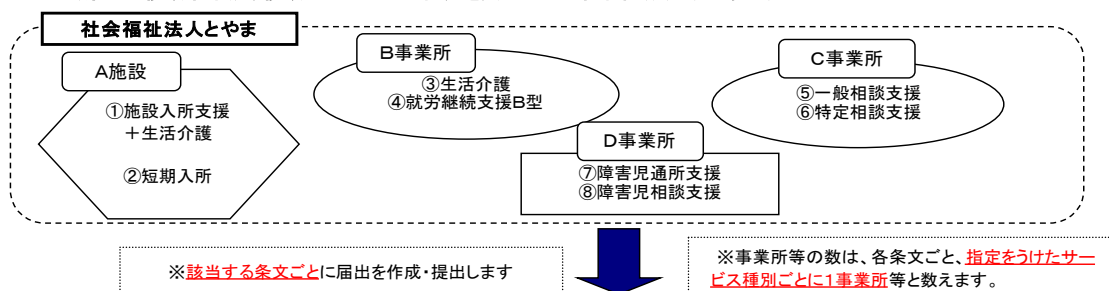 社会福祉法人とやま
A施設
①施設入所支援
＋生活介護
②短期入所
B事業所
③生活介護
④就労継続支援B型
C事業所
⑤一般相談支援
⑥特定相談支援
D事業所
⑦障害児通所支援
⑧障害児相談支援
※該当する条文ごとに届出を作成・提出します
※事業所等の数は、各条文ごと、指定をうけたサー
ビス種別ごとに１事業所等と数えます。